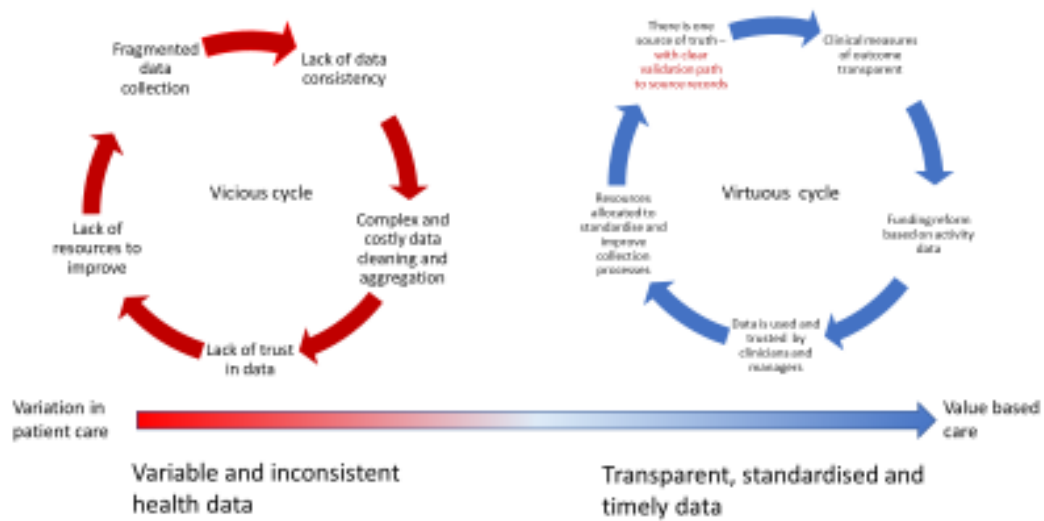 Fragmented
data
collection
Lack of data
consistency
Complex and
costly data
cleaning and
aggregation
Lack of trust
in data
Lack of
resources to
improve
Vicious cycle
There is one
source of truth –
with clear
validation path
to source records
Clinical measures
of outcome
transparent
Funding reform
based on activity
data
Data is used and
trusted by
clinicians and
managers
Resources
allocated to
standardise and
improve
collection
processes
Virtuous cycle
Variation in
patient care
Value based
care
Variable and inconsistent
health data
Transparent, standardised and
timely data